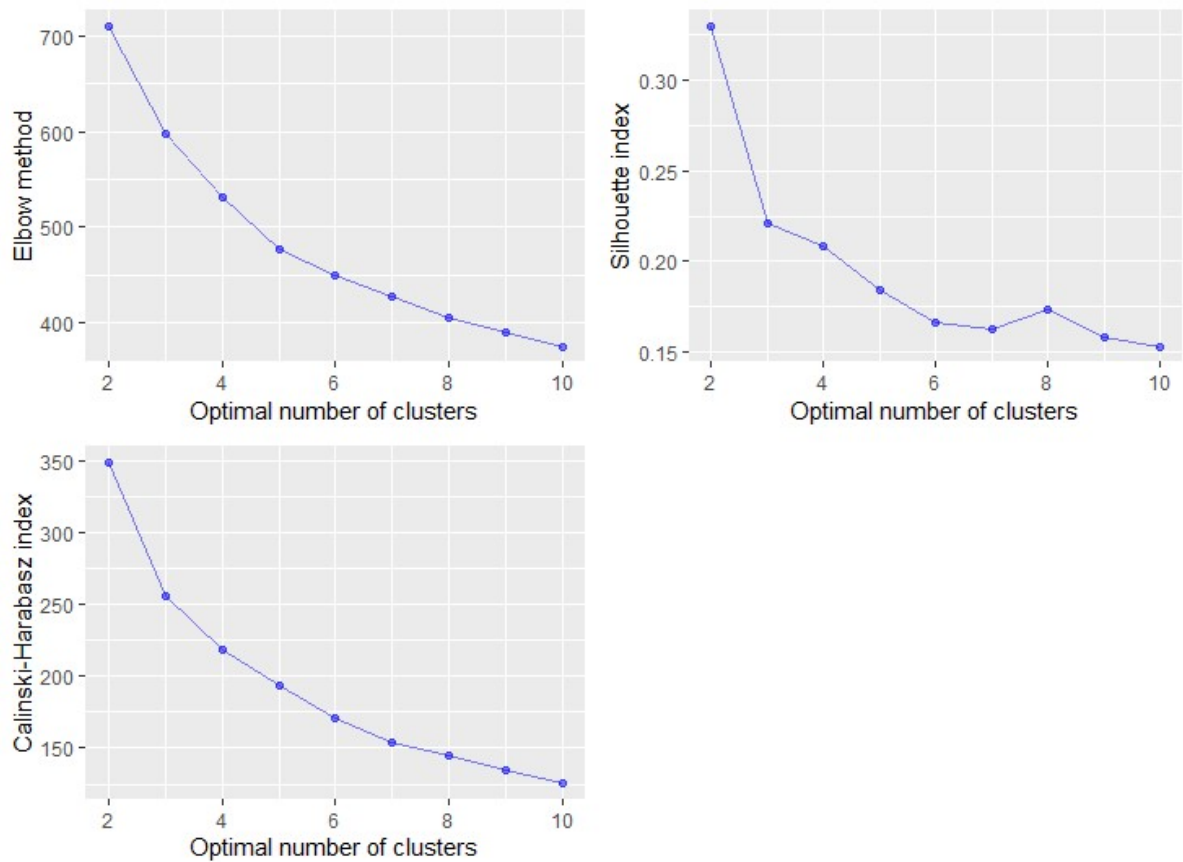 Elbow method
700
600
500
400
2 4 6 8 10
Optimal number of clusters
Silhouette index
0.30
0.25
0.20
0.15
2 4 6 8 10
Optimal number of clusters
Calinski-Harabasz index
350
300
250
200
150
2 4 6 8 10
Optimal number of clusters